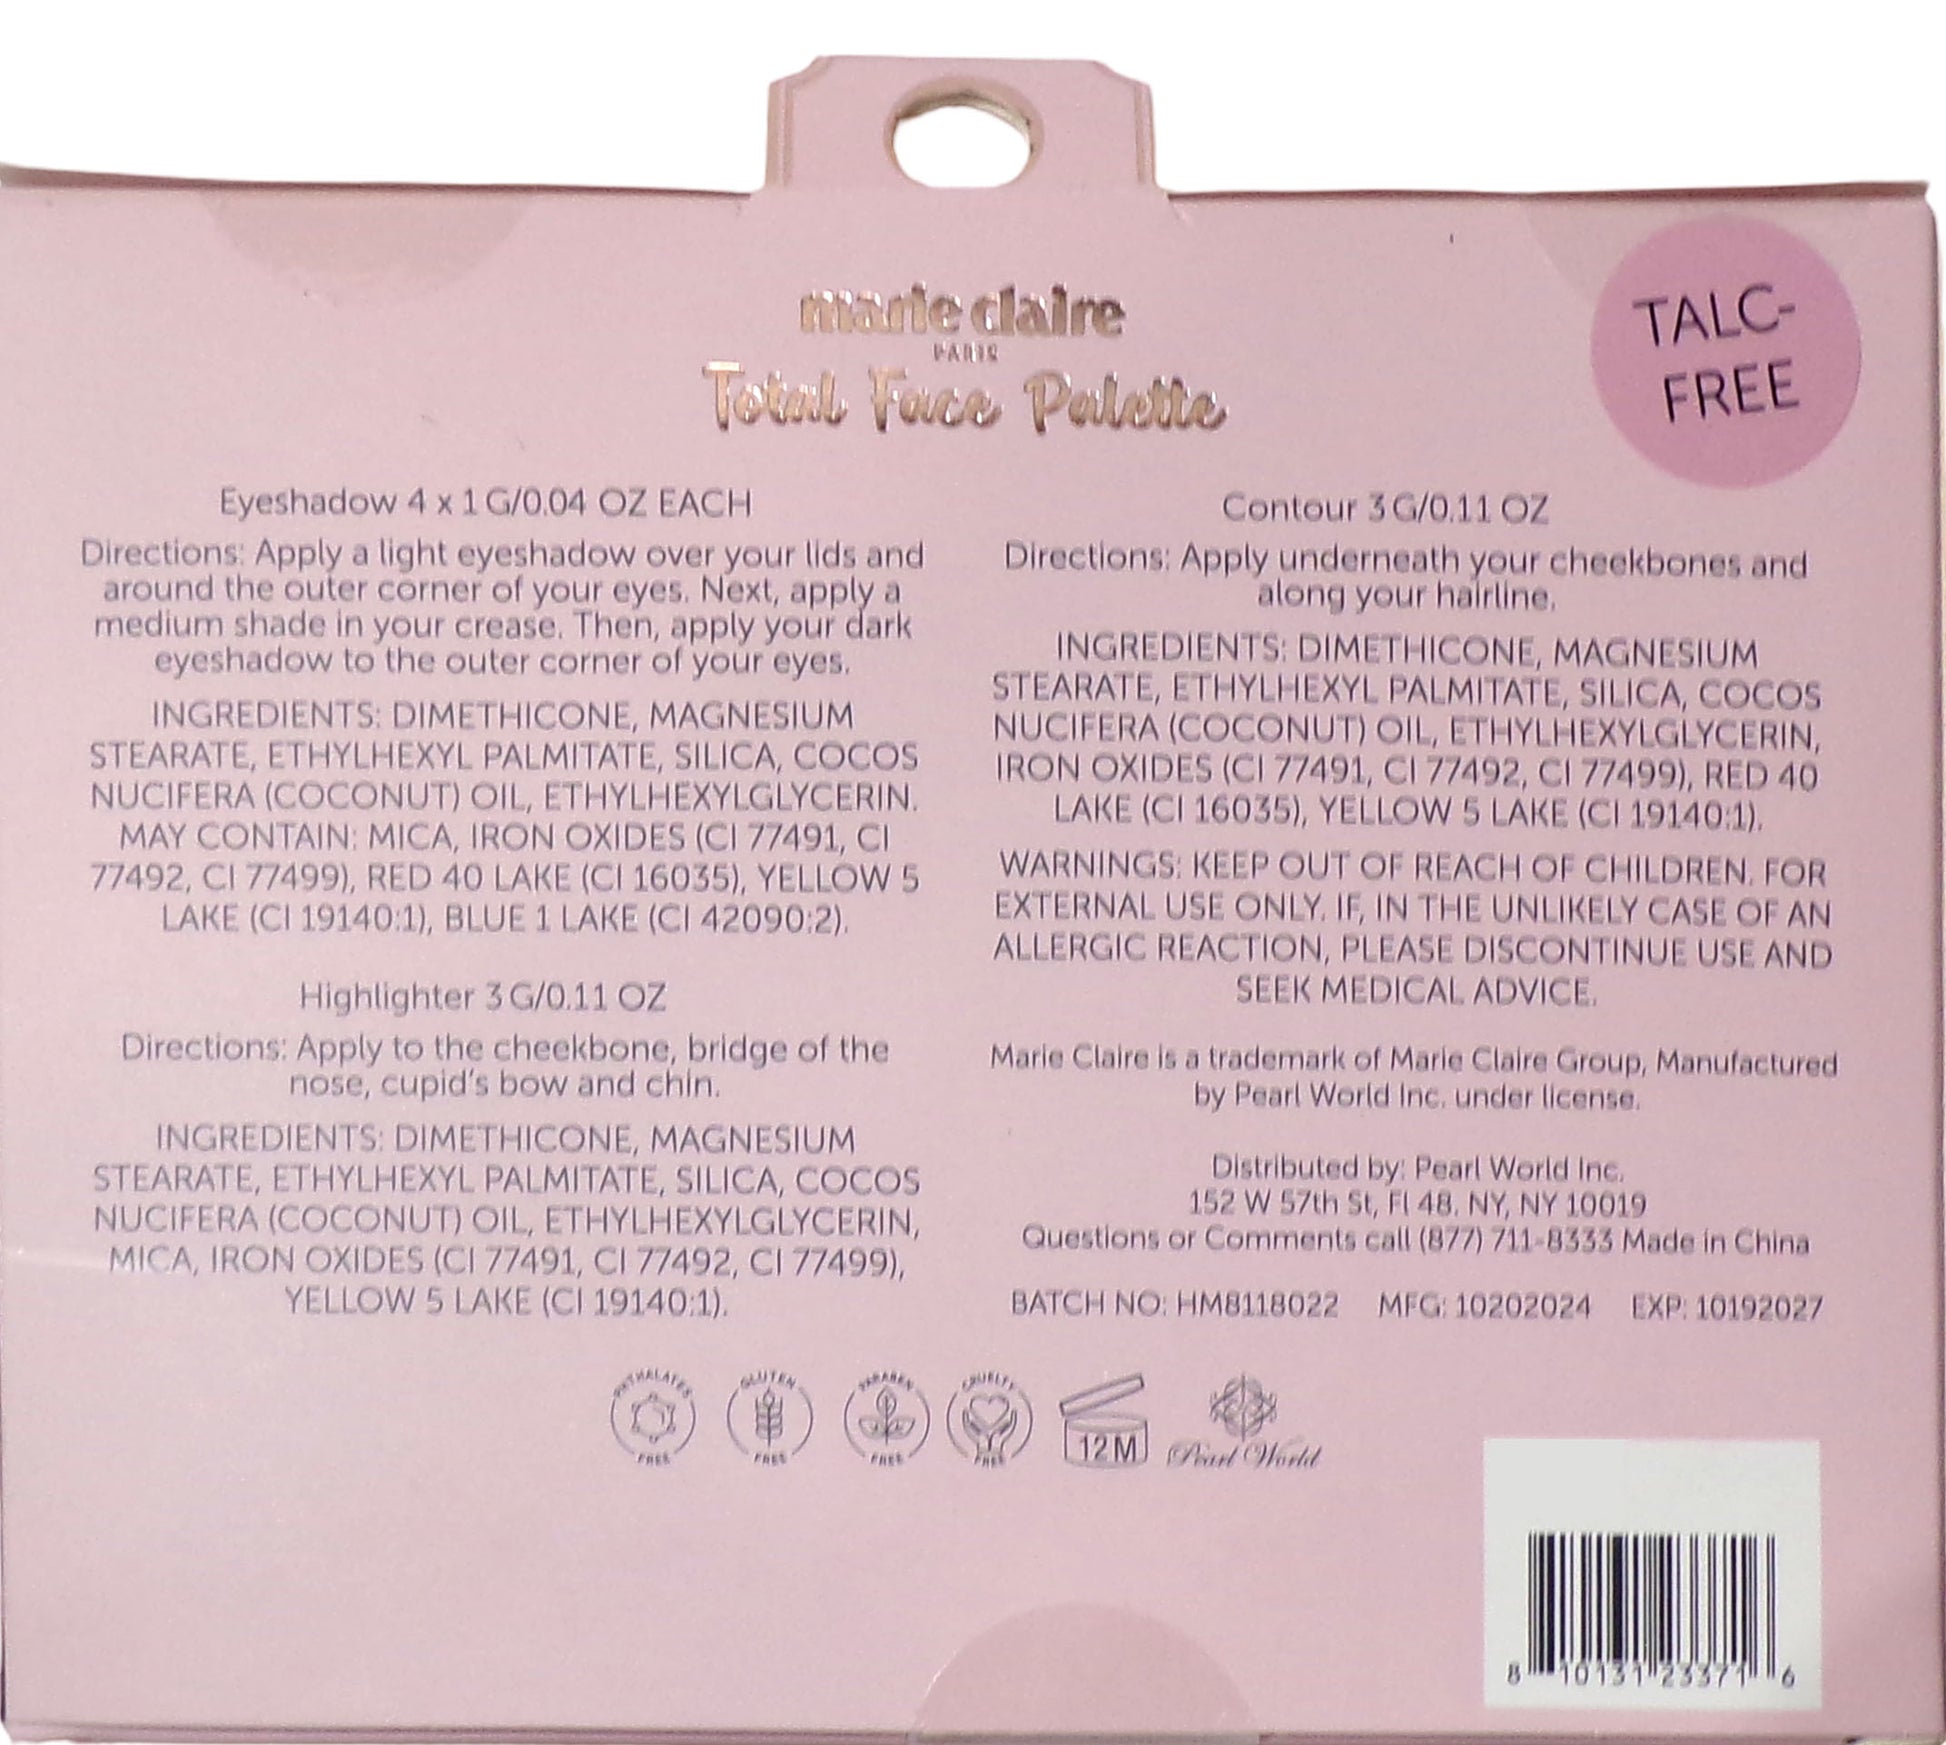 marie claire
PARIS
Total Face Palette
TALC-
FREE
Eyeshadow 4 x 1 G/0.04 OZ EACH
Directions: Apply a light eyeshadow over your lids and
around the outer corner of your eyes. Next, apply a
medium shade in your crease. Then, apply your dark
eyeshadow to the outer corner of your eyes.
INGREDIENTS: DIMETHICONE, MAGNESIUM
STEARATE, ETHYLHEXYL PALMITATE, SILICA, COCOS
NUCIFERA (COCONUT) OIL, ETHYLHEXYLGLYCERIN.
MAY CONTAIN: MICA, IRON OXIDES (CI 77491, CI
77492, CI 77499), RED 40 LAKE (CI 16035), YELLOW 5
LAKE (CI 19140:1), BLUE 1 LAKE (CI 42090:2).
Highlighter 3 G/0.11 OZ
Directions: Apply to the cheekbone, bridge of the
nose, cupid's bow and chin.
INGREDIENTS: DIMETHICONE, MAGNESIUM
STEARATE, ETHYLHEXYL PALMITATE, SILICA, COCOS
NUCIFERA (COCONUT) OIL, ETHYLHEXYLGLYCERIN,
MICA, IRON OXIDES (CI 77491, CI 77492, CI 77499),
YELLOW 5 LAKE (CI 19140:1).
Contour 3 G/0.11 OZ
Directions: Apply underneath your cheekbones and
along your hairline.
INGREDIENTS: DIMETHICONE, MAGNESIUM
STEARATE, ETHYLHEXYL PALMITATE, SILICA, COCOS
NUCIFERA (COCONUT) OIL, ETHYLHEXYLGLYCERIN,
IRON OXIDES (CI 77491, CI 77492, CI 77499), RED 40
LAKE (CI 16035), YELLOW 5 LAKE (CI 19140:1).
WARNINGS: KEEP OUT OF REACH OF CHILDREN. FOR
EXTERNAL USE ONLY. IF, IN THE UNLIKELY CASE OF AN
ALLERGIC REACTION, PLEASE DISCONTINUE USE AND
SEEK MEDICAL ADVICE.
Marie Claire is a trademark of Marie Claire Group, Manufactured
by Pearl World Inc. under license.
Distributed by: Pearl World Inc.
152 W 57th St, Fl 48, NY, NY 10019
Questions or Comments call (877) 711-8333 Made in China
BATCH NO: HM8118022 MFG: 10202024 EXP: 10192027
PHTHALATES FREE
GLUTEN FREE
PARABEN FREE
CRUELTY FREE
12M
Pearl World
8 10131 23371 6